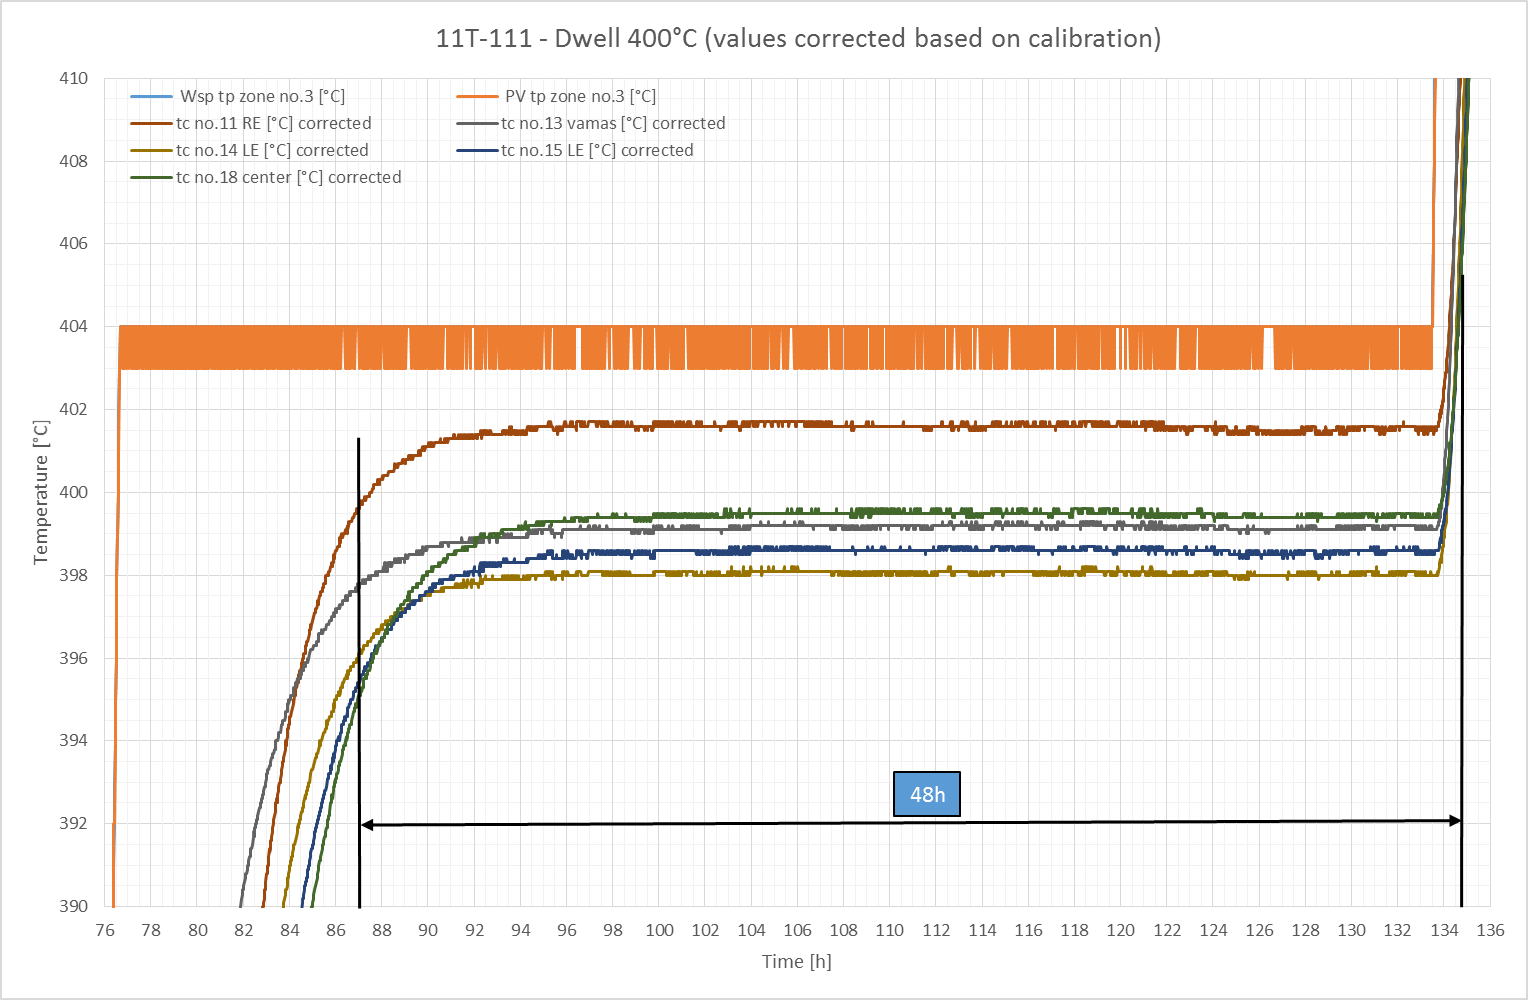 11T-111 - Dwell 400°C (values corrected based on calibration)
410
408
406
404
402
400
398
396
394
392
390
Temperature [°C]
Wsp tp zone no.3 [°C]
PV tp zone no.3 [°C]
tc no.11 RE [°C] corrected
tc no.13 vamas [°C] corrected
tc no.14 LE [°C] corrected
tc no.15 LE [°C] corrected
tc no.18 center [°C] corrected
48h
76 78 80 82 84 86 88 90 92 94 96 98 100 102 104 106 108 110 112 114 116 118 120 122 124 126 128 130 132 134 136
Time [h]